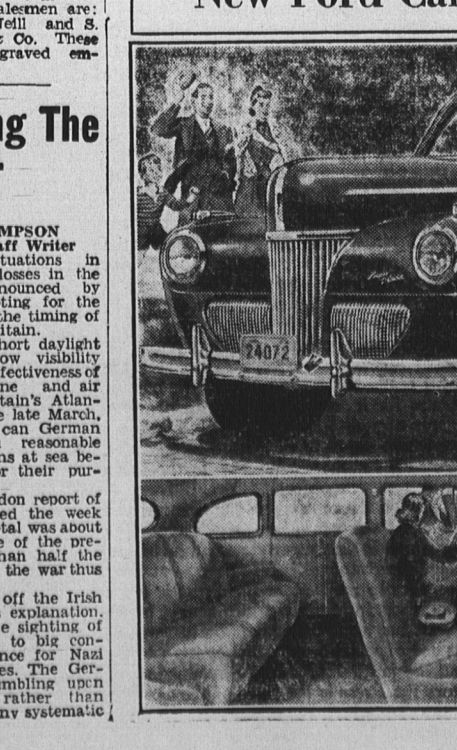 alesmen are:
Neill and S.
t Co. These
graved em-
ng The
MPSON
aff Writer
tuations in
losses in the
nounced by
ting for the
the timing of
itain.
hort daylight
ow visibility
fectiveness of
ne and air
tain's Atlan-
e late March,
can German
reasonable
ns at sea be-
r their pur-
don report of
ed the week
tal was about
e of the pre-
han half the
the war thus
off the Irish
explanation.
e sighting of
to big con-
nce for Nazi
es. The Ger-
mbling upon
rather than
ny systematic
New Ford Car
24072